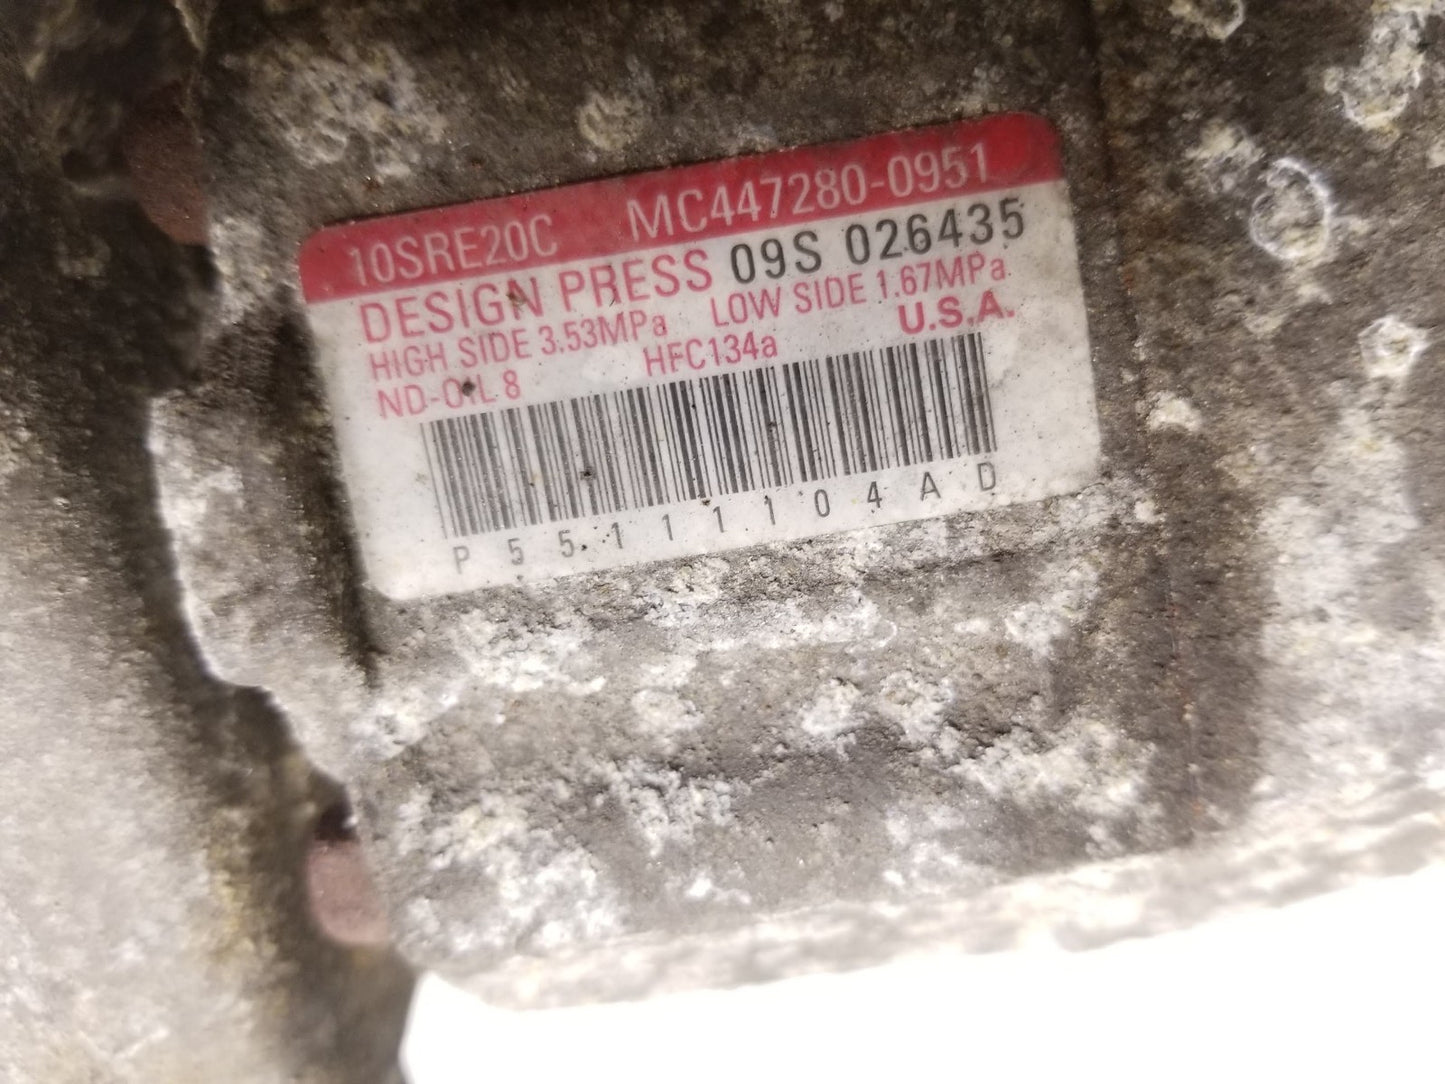 10SRE20C MC447280-0951
DESIGN PRESS 09S 026435
HIGH SIDE 3.53MPa LOW SIDE 1.67MPa
ND-OIL 8 HFC134a U.S.A.
P55111104AD